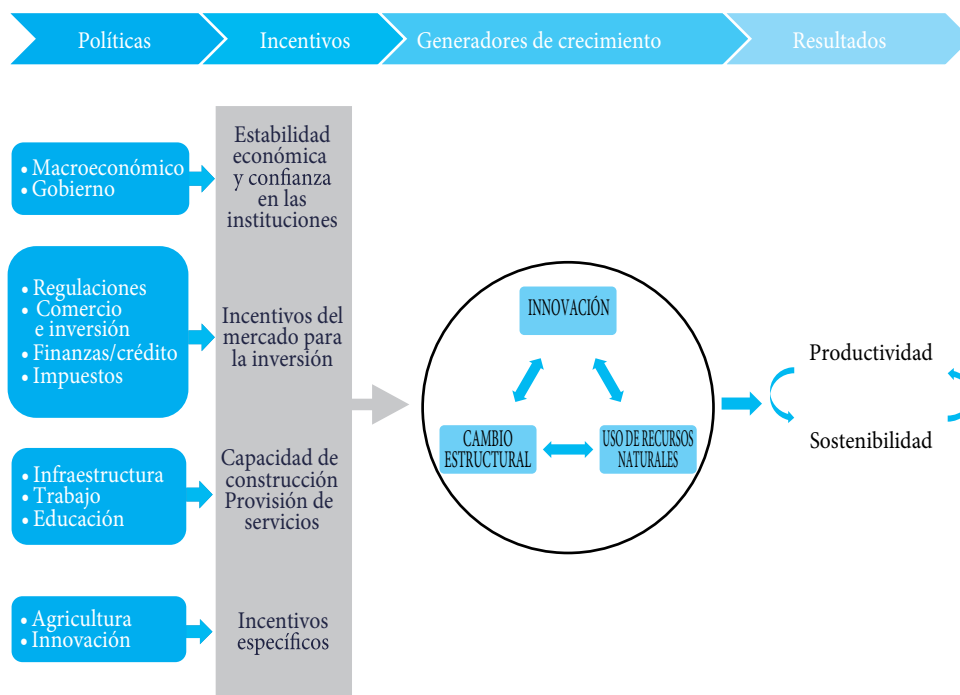 Políticas
Incentivos
Generadores de crecimiento
Resultados
• Macroeconómico
• Gobierno
Estabilidad
económica
y confianza
en las
instituciones
• Regulaciones
• Comercio
e inversión
• Finanzas/crédito
• Impuestos
Incentivos del
mercado para
la inversión
• Infraestructura
• Trabajo
• Educación
Capacidad de
construcción
Provisión de
servicios
• Agricultura
• Innovación
Incentivos
específicos
INNOVACIÓN
CAMBIO
ESTRUCTURAL
USO DE RECURSOS
NATURALES
Productividad
Sostenibilidad